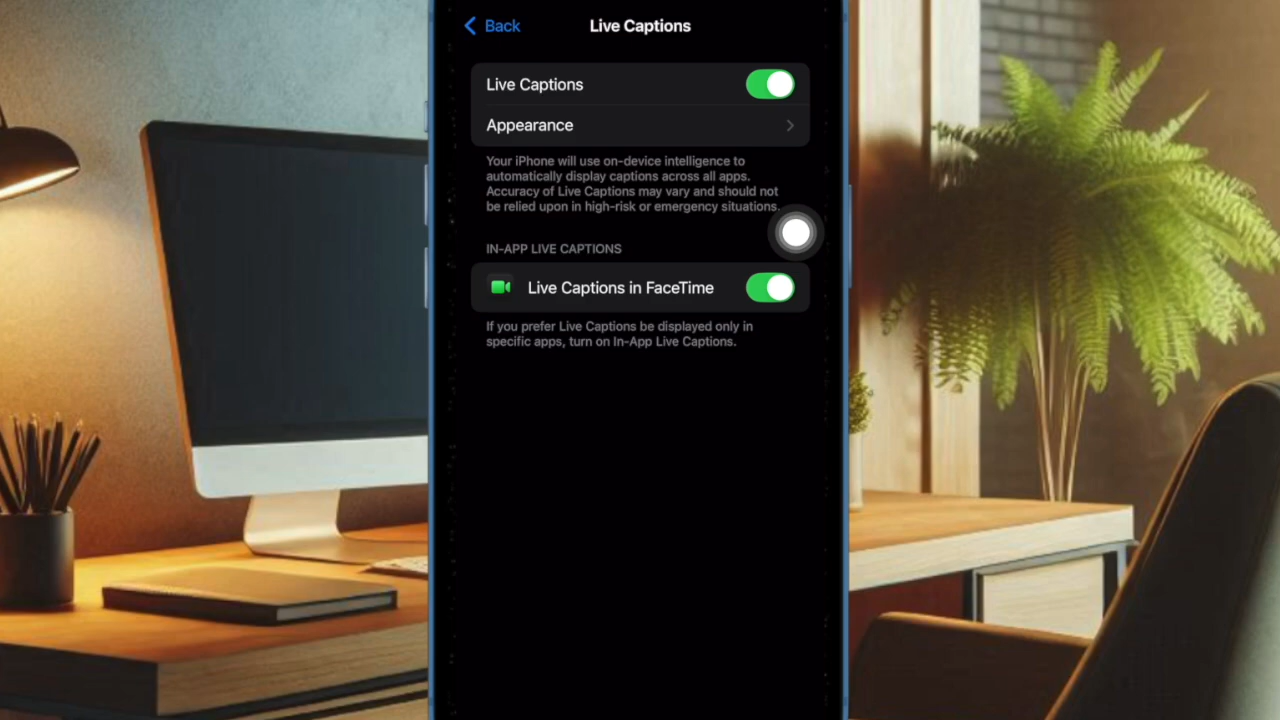 Back
Live Captions
Live Captions
Appearance
Your iPhone will use on-device intelligence to
automatically display captions across all apps.
Accuracy of Live Captions may vary and should not
be relied upon in high-risk or emergency situations.
IN-APP LIVE CAPTIONS
Live Captions in FaceTime
If you prefer Live Captions be displayed only in
specific apps, turn on In-App Live Captions.